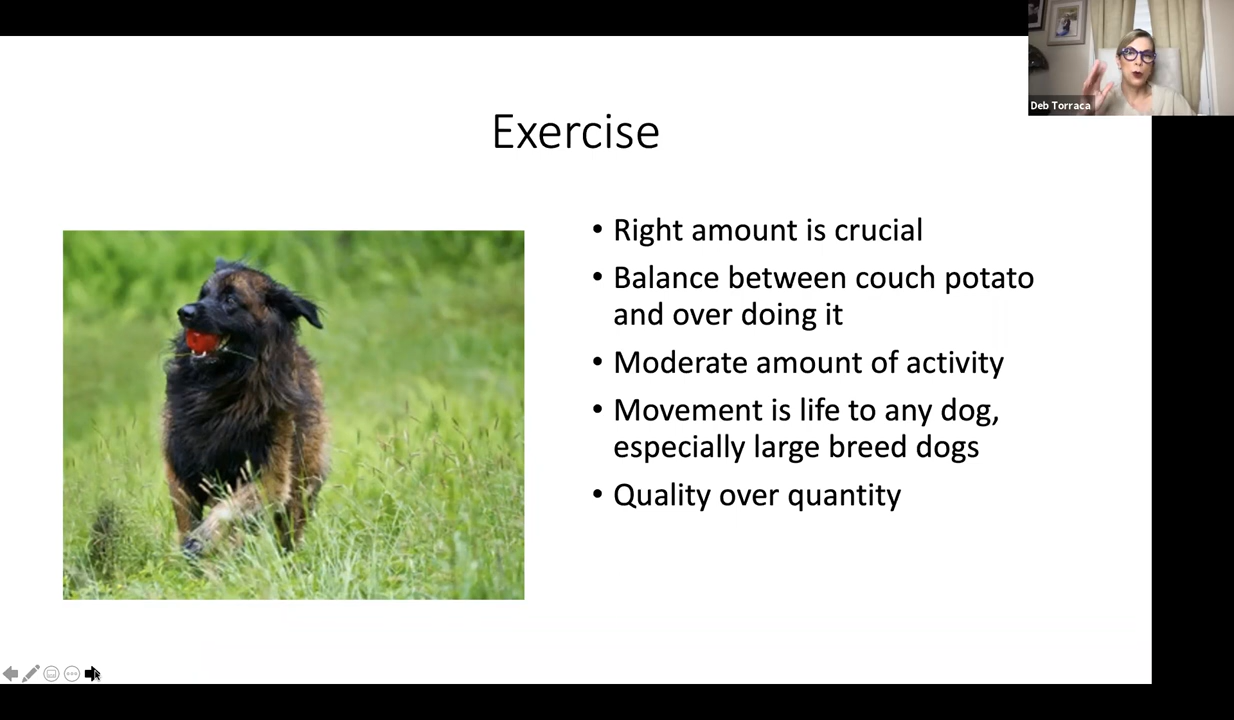 Deb Torraca
Exercise
• Right amount is crucial
• Balance between couch potato
and over doing it
• Moderate amount of activity
• Movement is life to any dog,
especially large breed dogs
• Quality over quantity